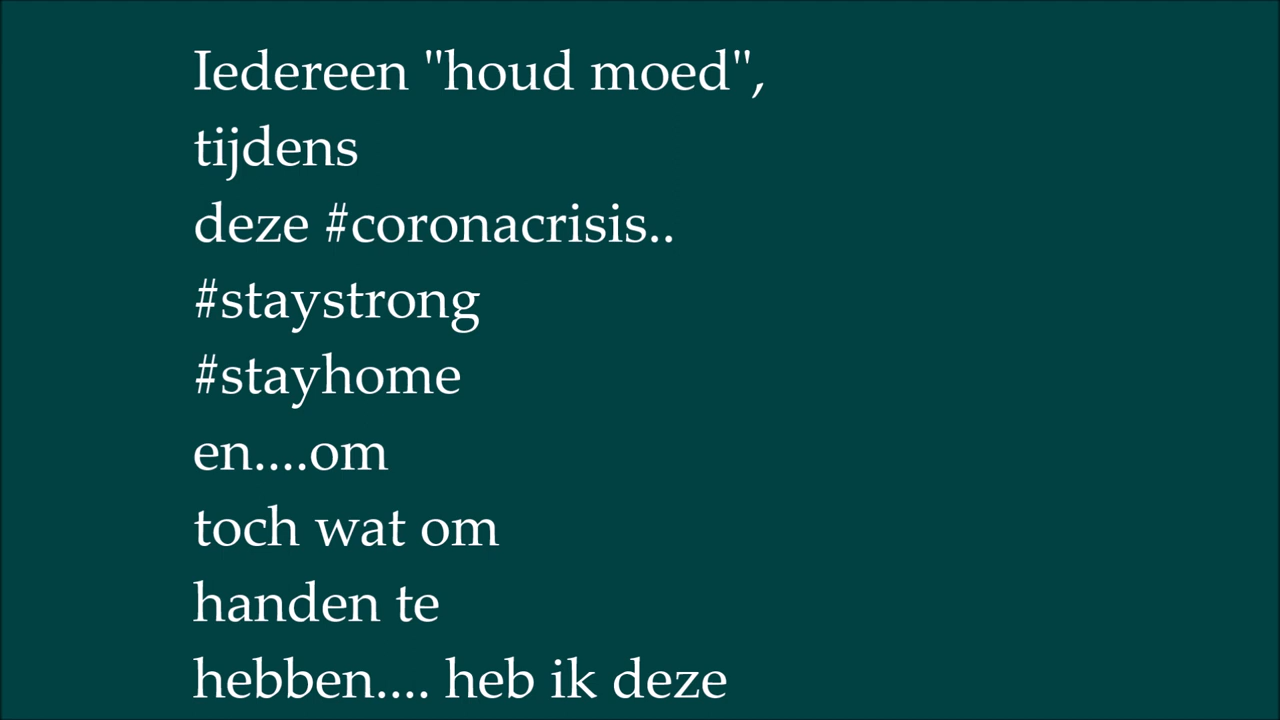 Iedereen "houd moed",
tijdens
deze #coronacrisis..
#staystrong
#stayhome
en....om
toch wat om
handen te
hebben.... heb ik deze